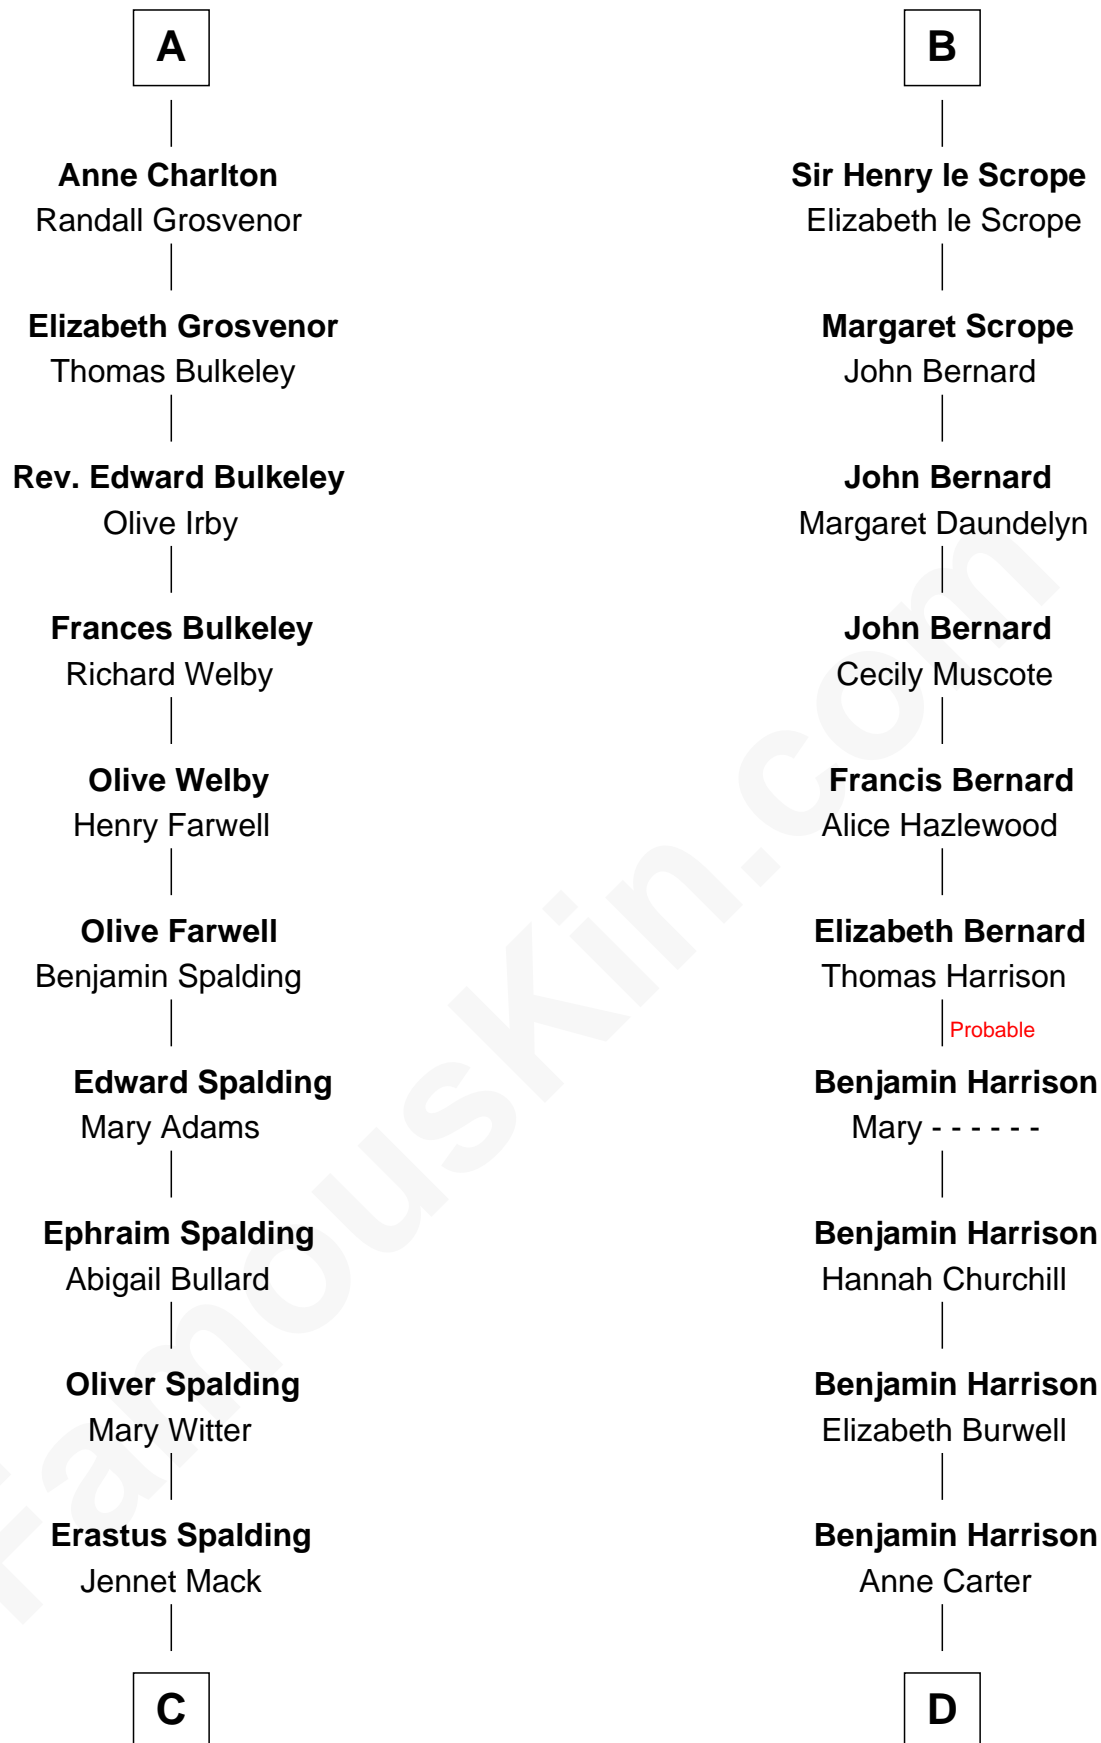 A
Anne Charlton
Randall Grosvenor
Elizabeth Grosvenor
Thomas Bulkeley
Rev. Edward Bulkeley
Olive Irby
Frances Bulkeley
Richard Welby
Olive Welby
Henry Farwell
Olive Farwell
Benjamin Spalding
Edward Spalding
Mary Adams
Ephraim Spalding
Abigail Bullard
Oliver Spalding
Mary Witter
Erastus Spalding
Jennet Mack
C
B
Sir Henry le Scrope
Elizabeth le Scrope
Margaret Scrope
John Bernard
John Bernard
Margaret Daundelyn
John Bernard
Cecily Muscote
Francis Bernard
Alice Hazlewood
Elizabeth Bernard
Thomas Harrison
Probable
Benjamin Harrison
Mary - - - - - -
Benjamin Harrison
Hannah Churchill
Benjamin Harrison
Elizabeth Burwell
Benjamin Harrison
Anne Carter
D
FamousKin.com